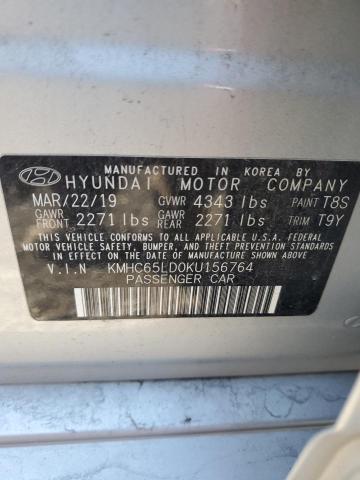 MANUFACTURED IN KOREA BY
HYUNDAI MOTOR COMPANY
MAR/22/19 GVWR 4343 lbs PAINT T8S
GAWR FRONT 2271 lbs GAWR REAR 2271 lbs TRIM T9Y
THIS VEHICLE CONFORMS TO ALL APPLICABLE U.S.A. FEDERAL
MOTOR VEHICLE SAFETY, BUMPER, AND THEFT PREVENTION STANDARDS
IN EFFECT ON THE DATE OF MANUFACTURE SHOWN ABOVE.
V.I.N KMHC65LD0KU156764
PASSENGER CAR